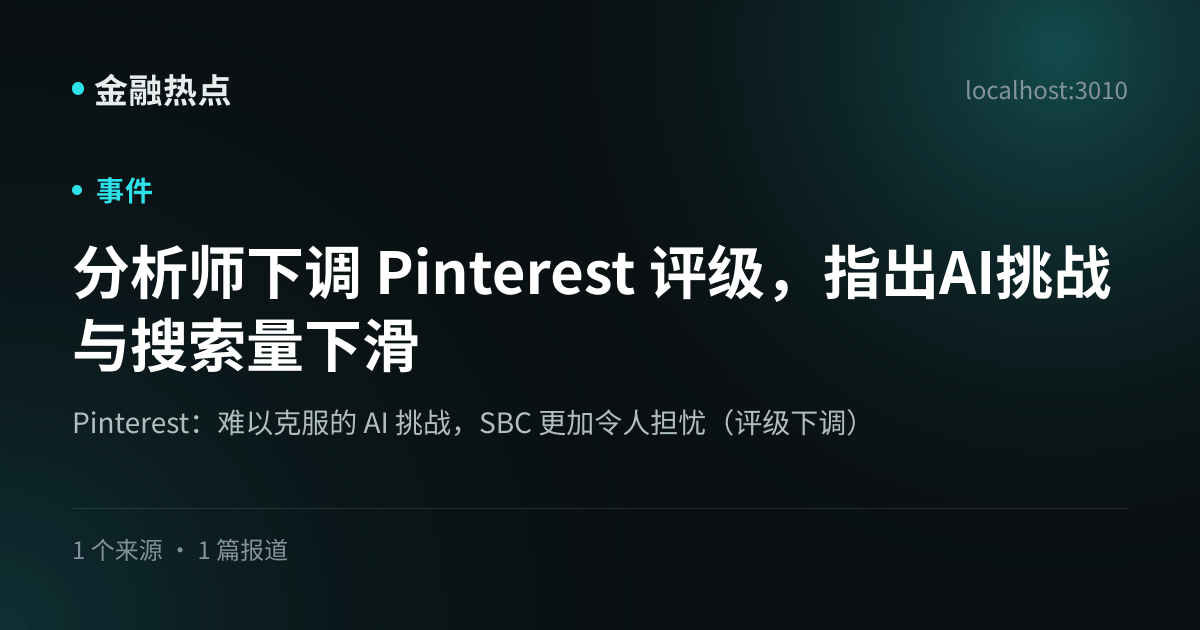 金融热点
localhost:3010
事件
分析师下调 Pinterest 评级，指出AI挑战
与搜索量下滑
Pinterest：难以克服的 AI 挑战，SBC 更加令人担忧（评级下调）
1 个来源 · 1 篇报道